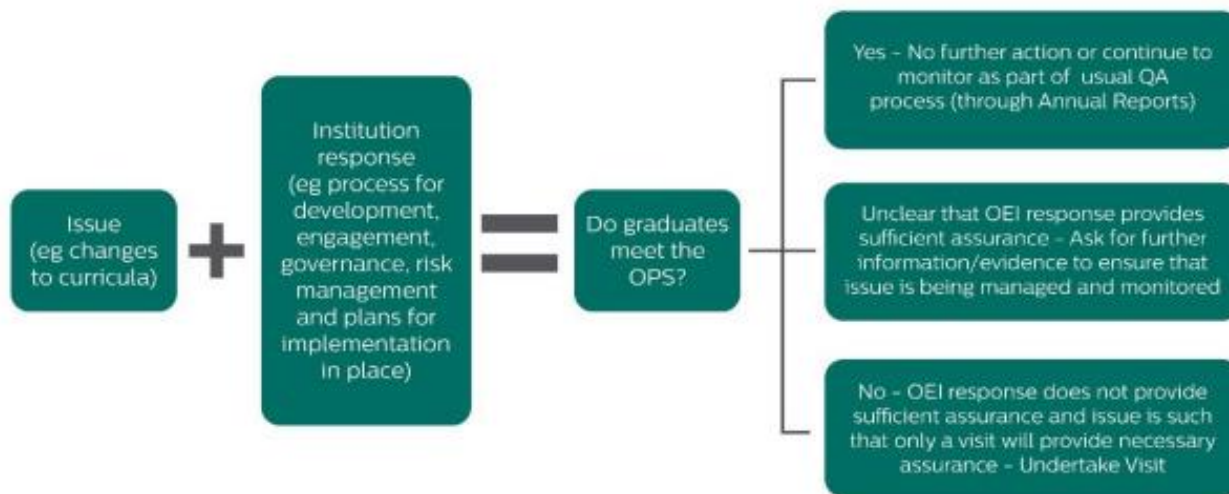 Issue
(eg changes
to curricula)
Institution
response
(eg process for
development,
engagement,
governance, risk
management
and plans for
implementation
in place)
Do graduates
meet the
OPS?
Yes – No further action or continue to
monitor as part of usual QA
process (through Annual Reports)
Unclear that OEI response provides
sufficient assurance – Ask for further
information/evidence to ensure that
issue is being managed and monitored
No – OEI response does not provide
sufficient assurance and issue is such
that only a visit will provide necessary
assurance – Undertake Visit